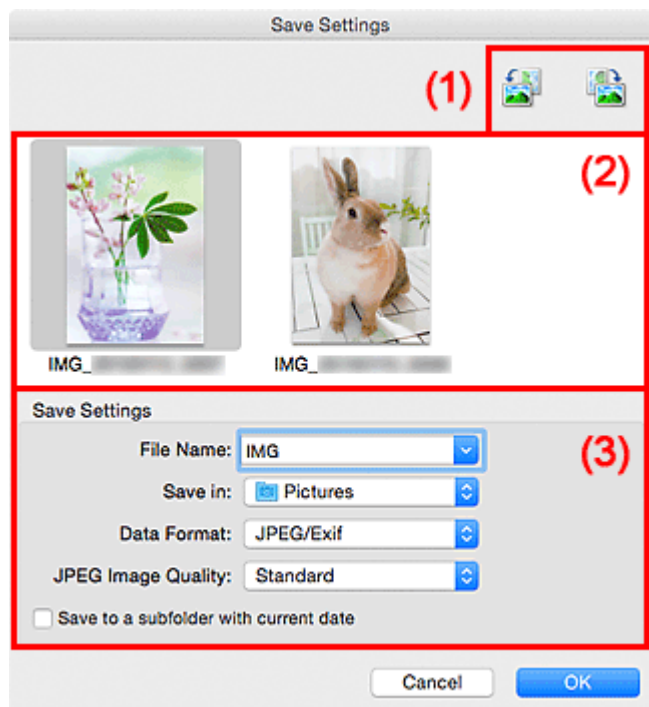 Save Settings
(1)
(2)
IMG_
IMG_
Save Settings
(3)
File Name: IMG
Save in: Pictures
Data Format: JPEG/Exif
JPEG Image Quality: Standard
Save to a subfolder with current date
Cancel OK